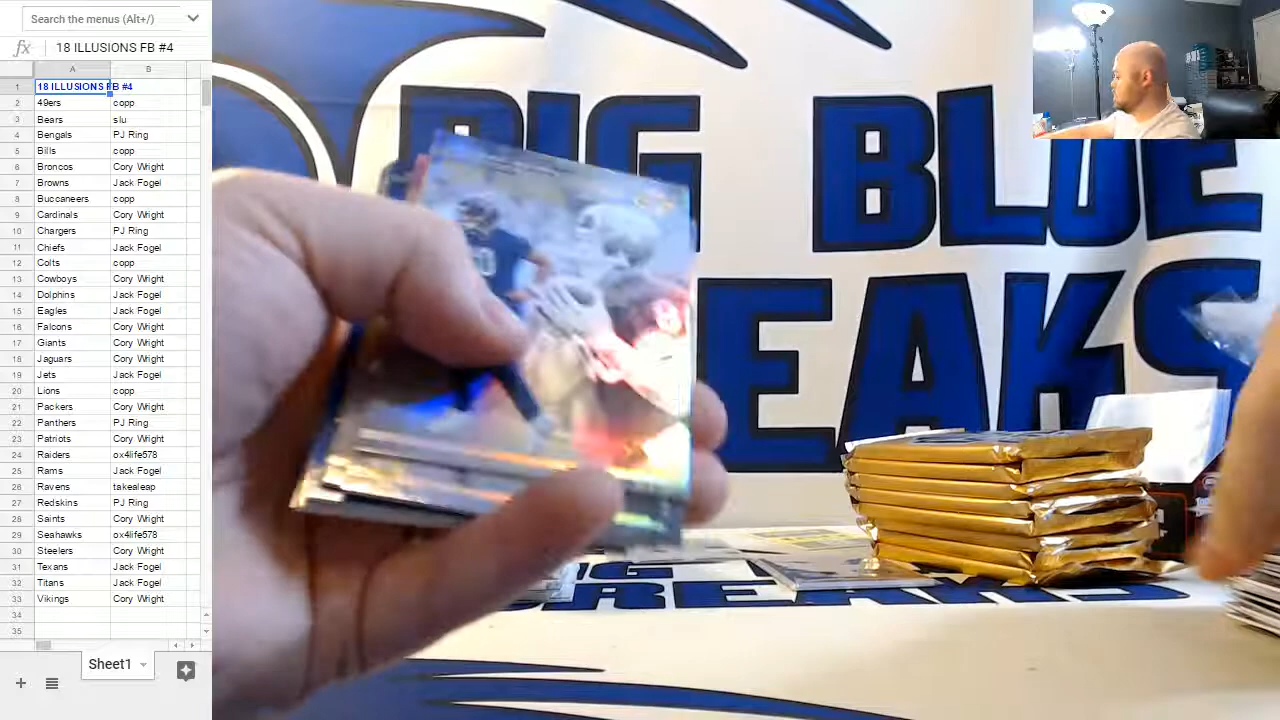 Search the menus (Alt+/)
fx 18 ILLUSIONS FB #4
A B
1 18 ILLUSIONS FB #4
2 49ers copp
3 Bears slu
4 Bengals PJ Ring
5 Bills copp
6 Broncos Cory Wright
7 Browns Jack Fogel
8 Buccaneers copp
9 Cardinals Cory Wright
10 Chargers PJ Ring
11 Chiefs Jack Fogel
12 Colts copp
13 Cowboys Cory Wright
14 Dolphins Jack Fogel
15 Eagles Jack Fogel
16 Falcons Cory Wright
17 Giants Cory Wright
18 Jaguars Cory Wright
19 Jets Jack Fogel
20 Lions copp
21 Packers Cory Wright
22 Panthers PJ Ring
23 Patriots Cory Wright
24 Raiders
25 Rams Jack Fogel
26 Ravens takesleap
27 Redskins PJ Ring
28 Saints Cory Wright
29 Seahawks ox4life578
30 Steelers Cory Wright
31 Texans Jack Fogel
32 Titans Jack Fogel
33 Vikings Cory Wright
34
35
Sheet1
BIG BLUE
BREAKS
BIG
BREAKS